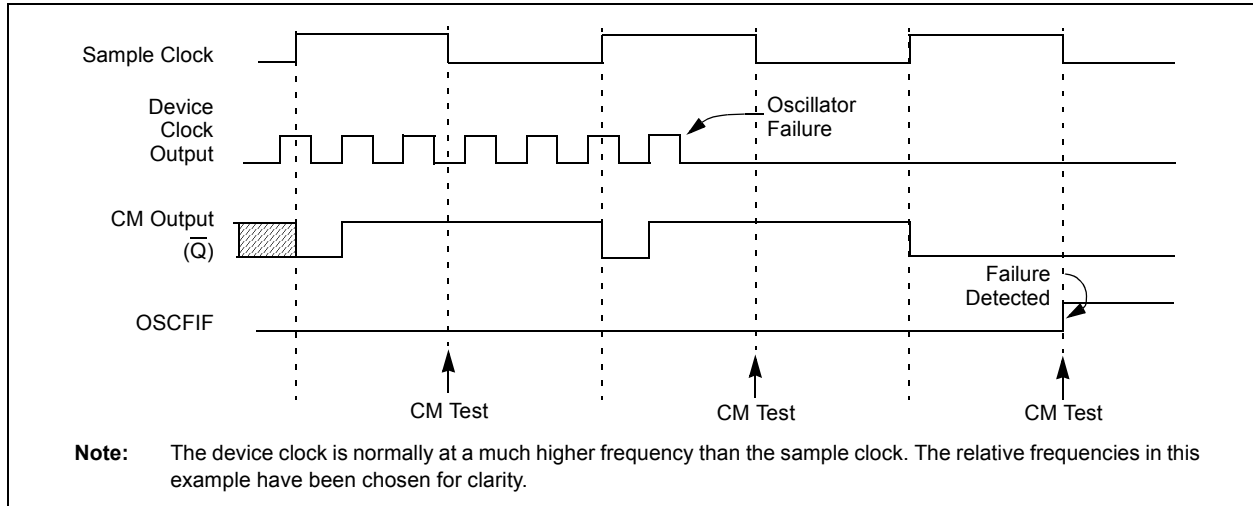 Sample Clock
Device
Clock
Output
Oscillator
Failure
CM Output
(Q̅)
Failure
Detected
OSCFIF
CM Test
CM Test
CM Test
Note: The device clock is normally at a much higher frequency than the sample clock. The relative frequencies in this
example have been chosen for clarity.